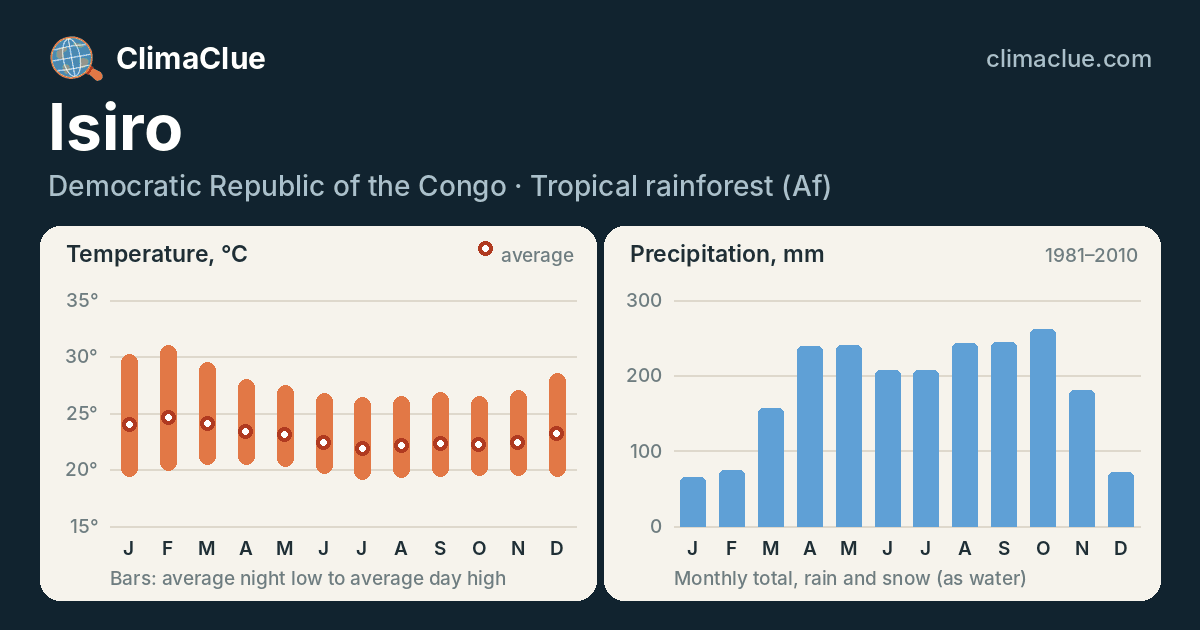 ClimaClue
climaclue.com
Isiro
Democratic Republic of the Congo · Tropical rainforest (Af)
Temperature, °C
average
35°
30°
25°
20°
15°
J F M A M J J A S O N D
Bars: average night low to average day high
Precipitation, mm
1981–2010
300
200
100
0
J F M A M J J A S O N D
Monthly total, rain and snow (as water)